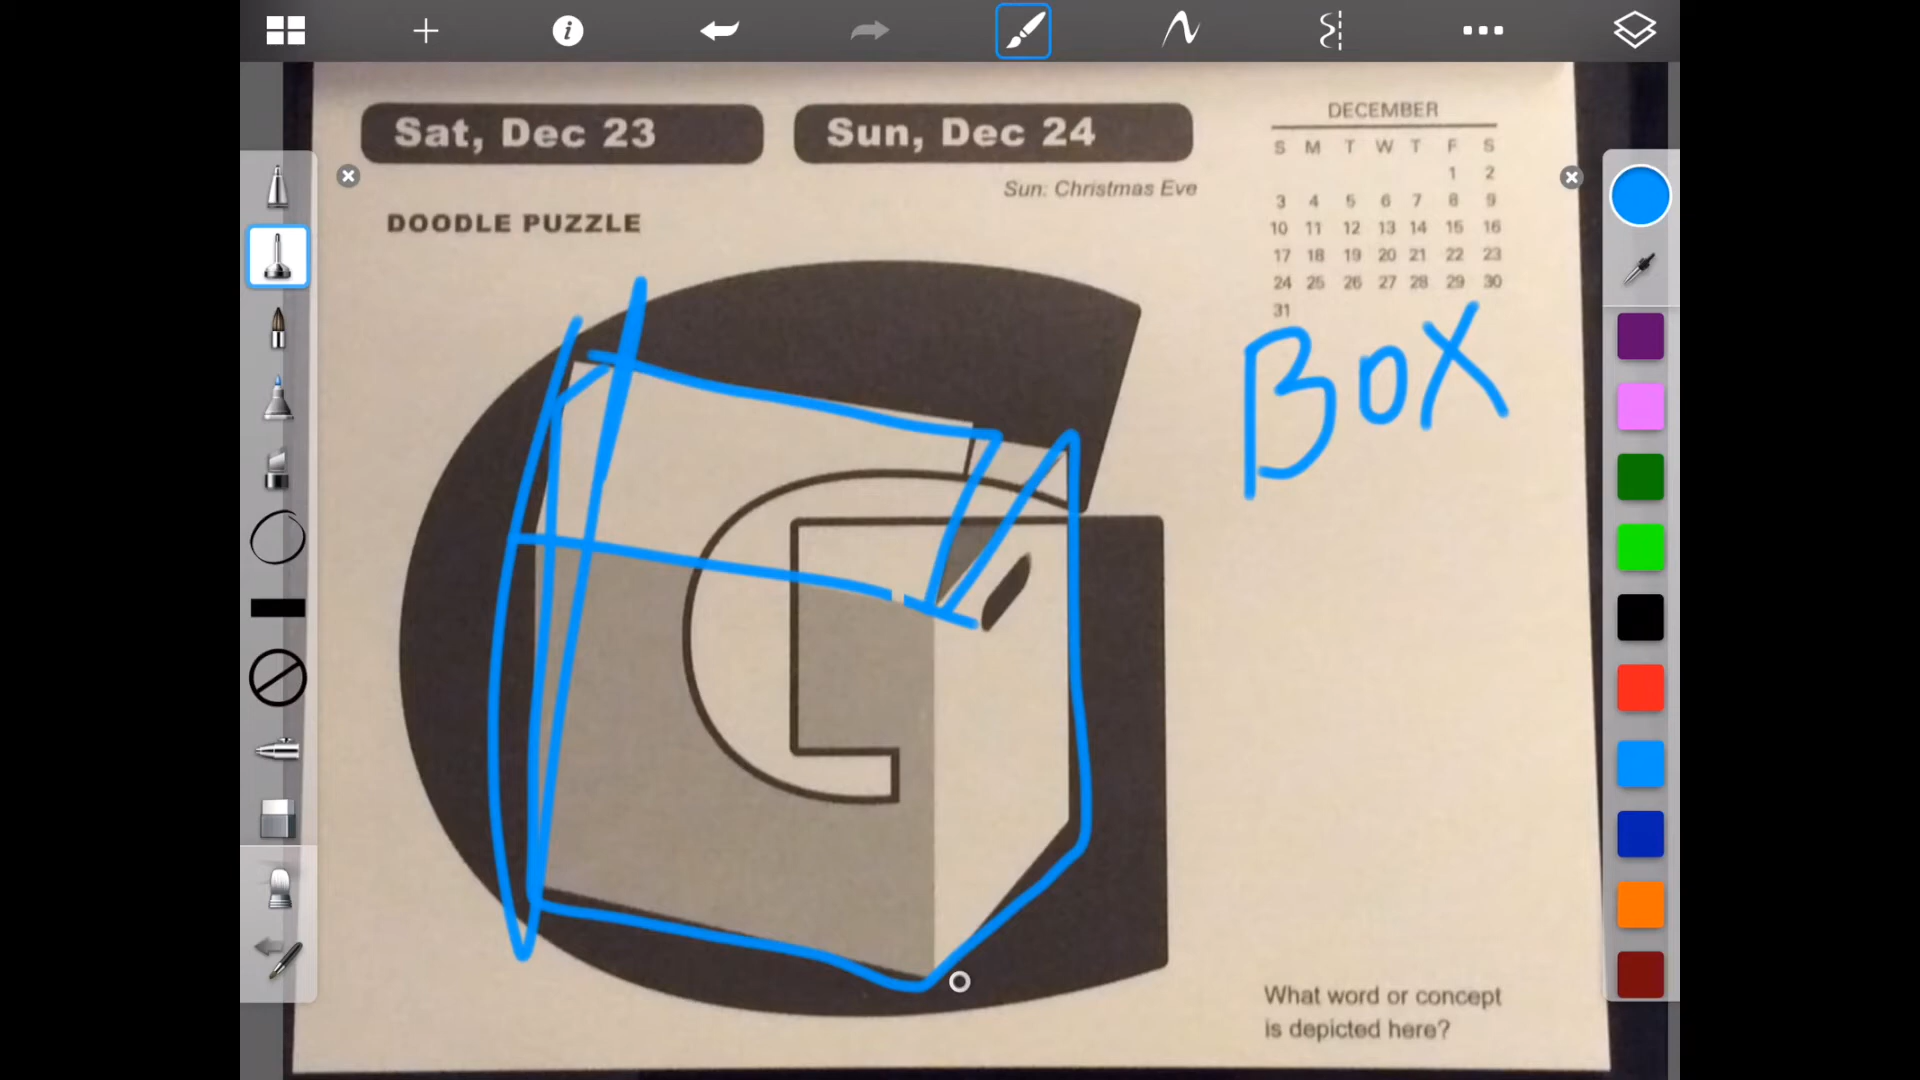 Sat, Dec 23
Sun, Dec 24
Sun: Christmas Eve
DOODLE PUZZLE
DECEMBER
S M T W T F S
1 2
3 4 5 6 7 8 9
10 11 12 13 14 15 16
17 18 19 20 21 22 23
24 25 26 27 28 29 30
31
BOX
G
G
What word or concept
is depicted here?